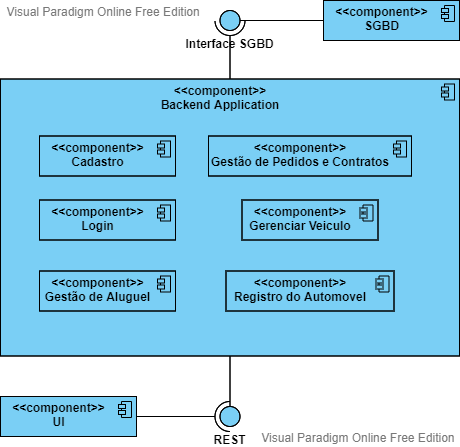 Visual Paradigm Online Free Edition
<<component>>
SGBD
Interface SGBD
<<component>>
Backend Application
<<component>>
Cadastro
<<component>>
Gestão de Pedidos e Contratos
<<component>>
Login
<<component>>
Gerenciar Veiculo
<<component>>
Gestão de Aluguel
<<component>>
Registro do Automovel
<<component>>
UI
REST
Visual Paradigm Online Free Edition